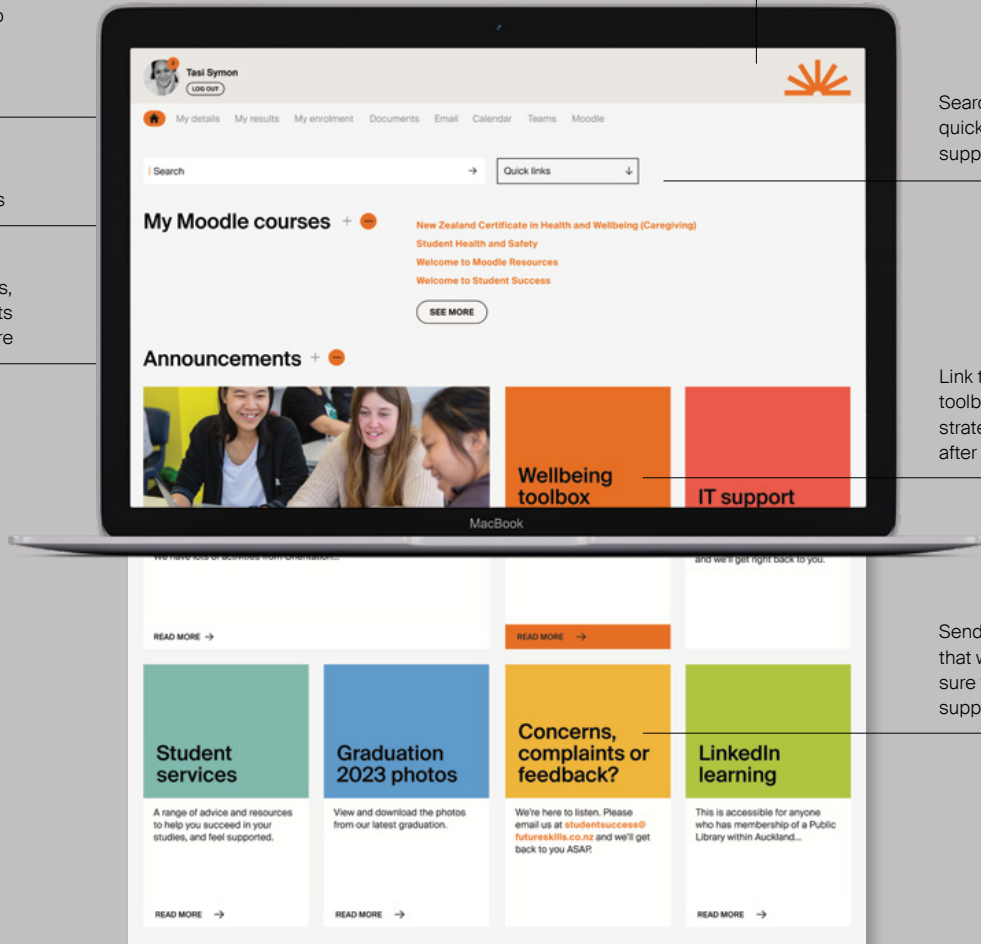 Tasi Symon
LOG OUT
My details My results My enrolment Documents Email Calendar Teams Moodle
Search → Quick links ↓
My Moodle courses + −
New Zealand Certificate in Health and Wellbeing (Caregiving)
Student Health and Safety
Welcome to Moodle Resources
Welcome to Student Success
SEE MORE
Announcements + −
Wellbeing
toolbox
IT support
MacBook
We have lots of activities from Orientation...
and we'll get right back to you.
READ MORE →
READ MORE →
Student
services
A range of advice and resources
to help you succeed in your
studies, and feel supported.
READ MORE →
Graduation
2023 photos
View and download the photos
from our latest graduation.
READ MORE →
Concerns,
complaints or
feedback?
We're here to listen. Please
email us at studentsuccess@
futureskills.co.nz and we'll get
back to you ASAP.
LinkedIn
learning
This is accessible for anyone
who has membership of a Public
Library within Auckland...
READ MORE →
quick
Link
after
Send
that
sure